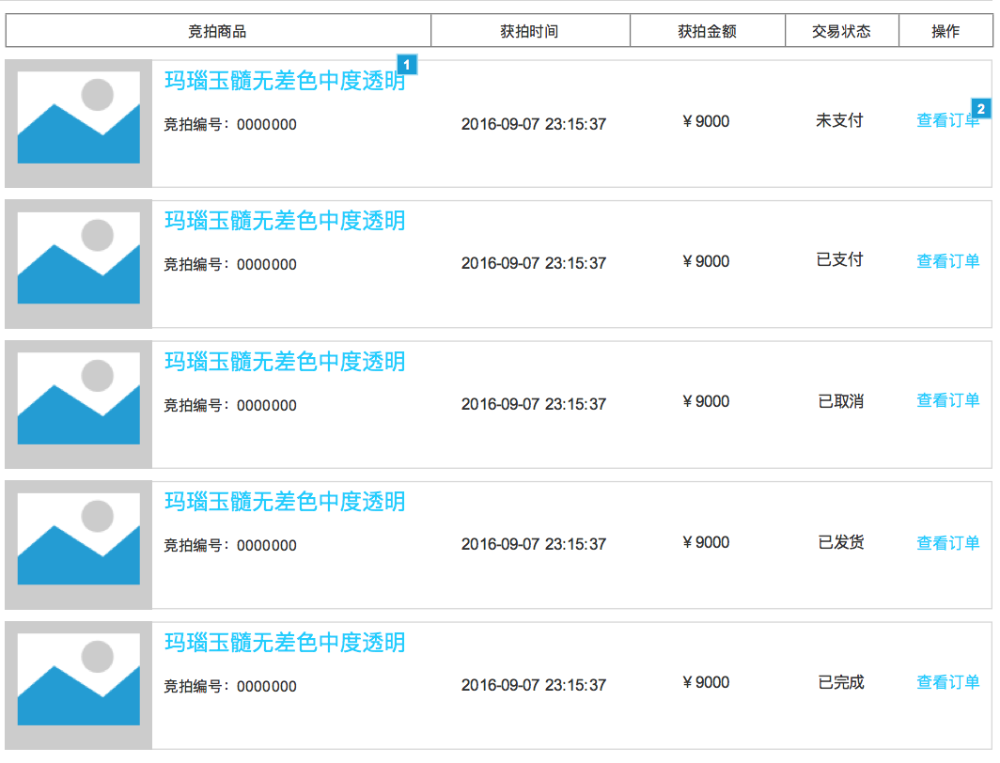 竞拍商品 获拍时间 获拍金额 交易状态 操作
玛瑙玉髓无差色中度透明 1
竞拍编号：0000000 2016-09-07 23:15:37 ¥9000 未支付 查看订单 2
玛瑙玉髓无差色中度透明
竞拍编号：0000000 2016-09-07 23:15:37 ¥9000 已支付 查看订单
玛瑙玉髓无差色中度透明
竞拍编号：0000000 2016-09-07 23:15:37 ¥9000 已取消 查看订单
玛瑙玉髓无差色中度透明
竞拍编号：0000000 2016-09-07 23:15:37 ¥9000 已发货 查看订单
玛瑙玉髓无差色中度透明
竞拍编号：0000000 2016-09-07 23:15:37 ¥9000 已完成 查看订单